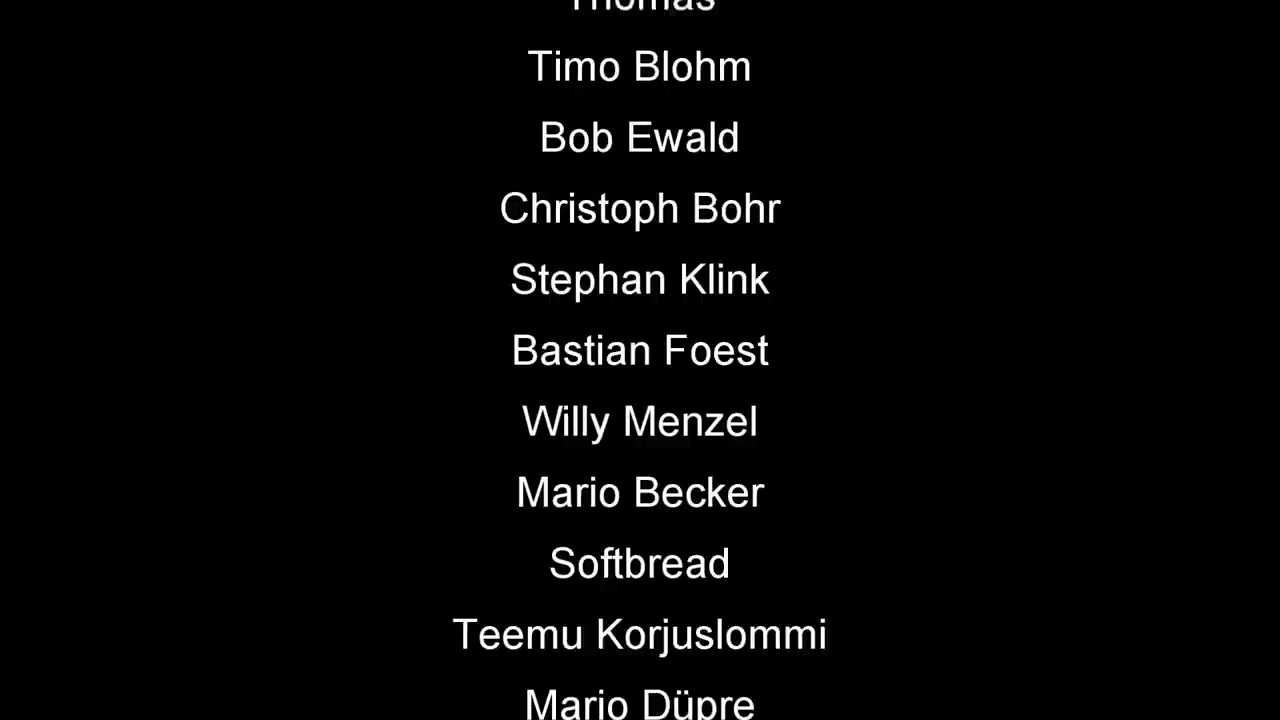 Thomas
Timo Blohm
Bob Ewald
Christoph Bohr
Stephan Klink
Bastian Foest
Willy Menzel
Mario Becker
Softbread
Teemu Korjuslommi
Mario Düpre